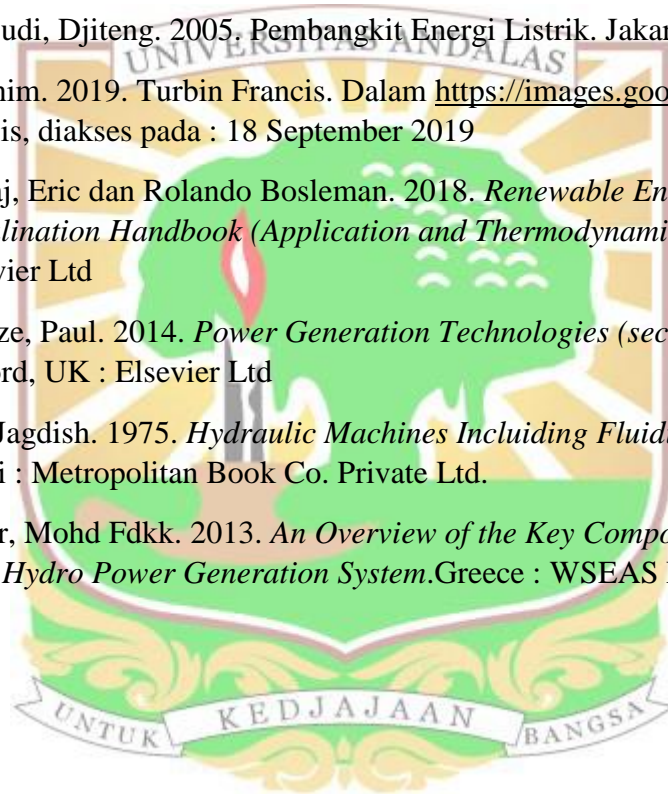 udi, Djiteng. 2005. Pembangkit Energi Listrik. Jakar
UNIVERSITAS ANDALAS
nim. 2019. Turbin Francis. Dalam https://images.goo
is, diakses pada : 18 September 2019
aj, Eric dan Rolando Bosleman. 2018. Renewable En
lination Handbook (Application and Thermodynami
vier Ltd
ze, Paul. 2014. Power Generation Technologies (sec
ord, UK : Elsevier Ltd
Jagdish. 1975. Hydraulic Machines Incluiding Fluidi
i : Metropolitan Book Co. Private Ltd.
r, Mohd Fdkk. 2013. An Overview of the Key Compo
Hydro Power Generation System.Greece : WSEAS
UNTUK KEDJAJAAN BANGSA